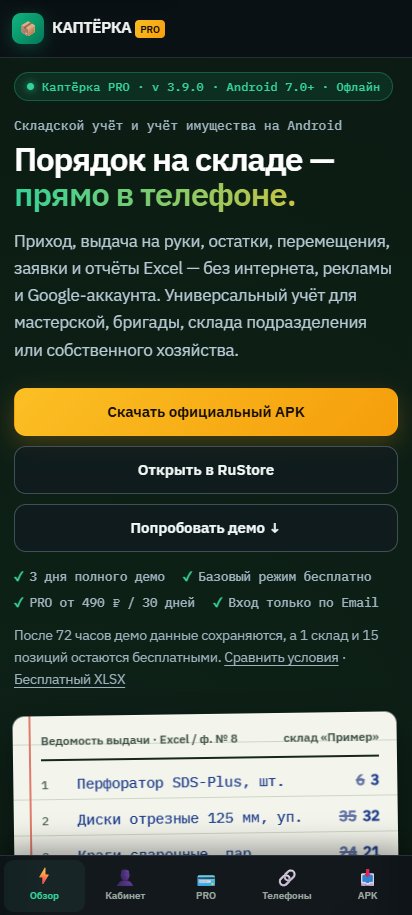 КАПТЁРКА PRO
Каптёрка PRO · v 3.9.0 · Android 7.0+ · Офлайн
Складской учёт и учёт имущества на Android
Порядок на складе —
прямо в телефоне.
Приход, выдача на руки, остатки, перемещения,
заявки и отчёты Excel — без интернета, рекламы
и Google-аккаунта. Универсальный учёт для
мастерской, бригады, склада подразделения
или собственного хозяйства.
Скачать официальный APK
Открыть в RuStore
Попробовать демо ↓
✓ 3 дня полного демо ✓ Базовый режим бесплатно
✓ PRO от 490 ₽ / 30 дней ✓ Вход только по Email
После 72 часов демо данные сохраняются, а 1 склад и 15
позиций остаются бесплатными. Сравнить условия ·
Бесплатный XLSX
Ведомость выдачи · Excel / ф. № 8 склад «Пример»
1 Перфоратор SDS-Plus, шт. 6 3
2 Диски отрезные 125 мм, уп. 35 32
Обзор Кабинет PRO Телефоны APK